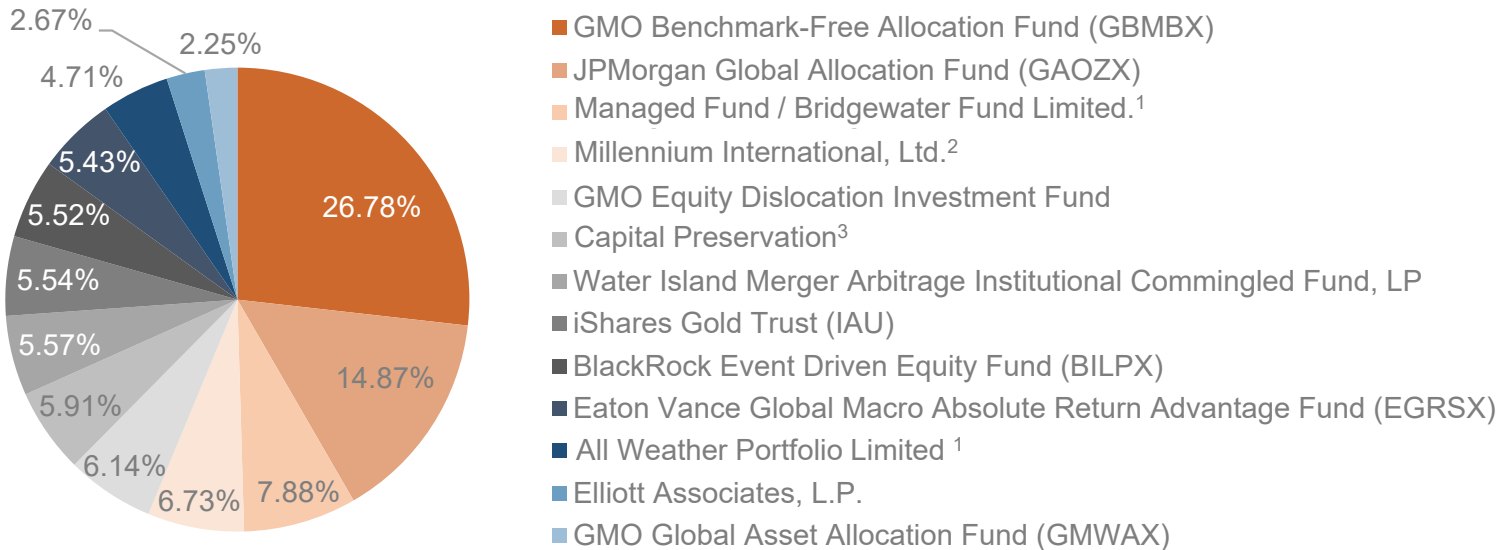 2.67%
2.25%
4.71%
5.43%
5.52%
5.54%
5.57%
5.91%
6.14%
6.73%
7.88%
14.87%
26.78%
GMO Benchmark-Free Allocation Fund (GBMBX)
JPMorgan Global Allocation Fund (GAOZX)
Managed Fund / Bridgewater Fund Limited.¹
Millennium International, Ltd.²
GMO Equity Dislocation Investment Fund
Capital Preservation³
Water Island Merger Arbitrage Institutional Commingled Fund, LP
iShares Gold Trust (IAU)
BlackRock Event Driven Equity Fund (BILPX)
Eaton Vance Global Macro Absolute Return Advantage Fund (EGRSX)
All Weather Portfolio Limited ¹
Elliott Associates, L.P.
GMO Global Asset Allocation Fund (GMWAX)